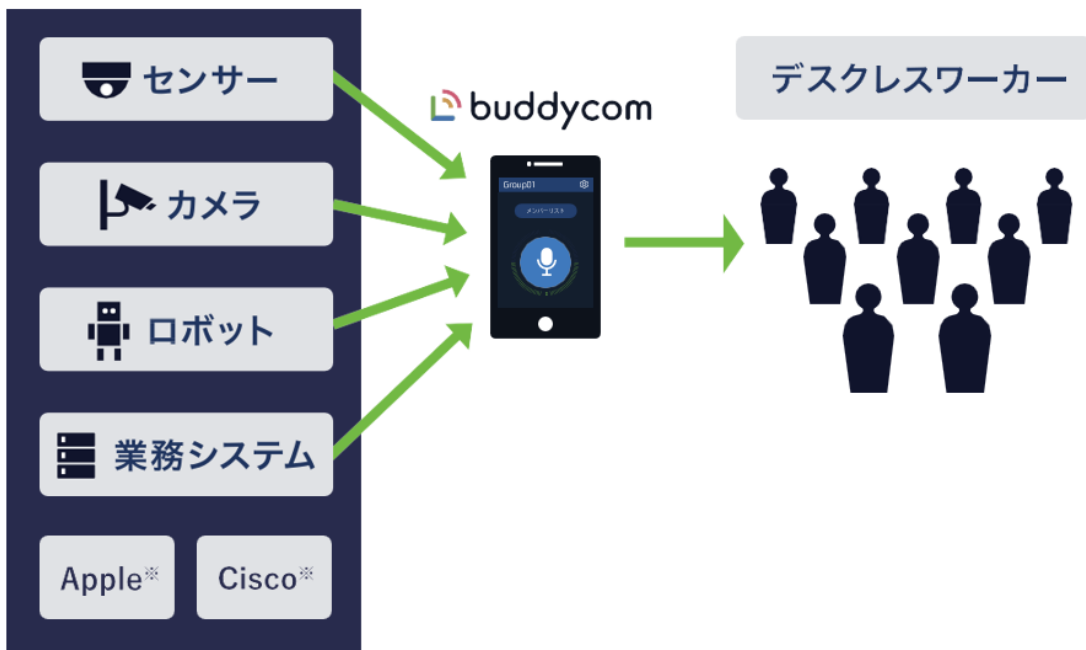 センサー
カメラ
ロボット
業務システム
Apple※
Cisco※
buddycom
Group01
メンバーリスト
デスクレスワーカー